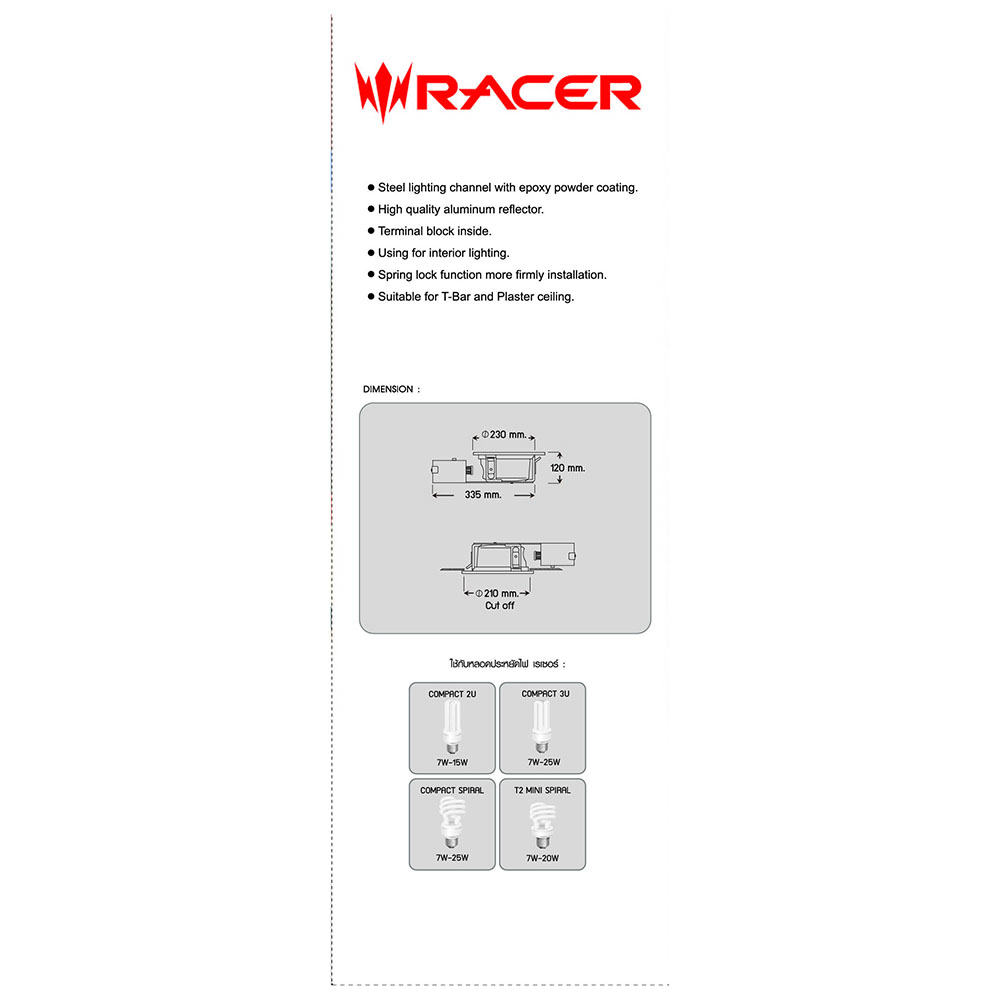 RACER
● Steel lighting channel with epoxy powder coating.
● High quality aluminum reflector.
● Terminal block inside.
● Using for interior lighting.
● Spring lock function more firmly installation.
● Suitable for T-Bar and Plaster ceiling.
DIMENSION :
∅ 230 mm.
120 mm.
335 mm.
∅ 210 mm.
Cut off
ใช้กับหลอดประหยัดไฟ เรเซอร์ :
COMPACT 2U
7W-15W
COMPACT 3U
7W-25W
COMPACT SPIRAL
7W-25W
T2 MINI SPIRAL
7W-20W